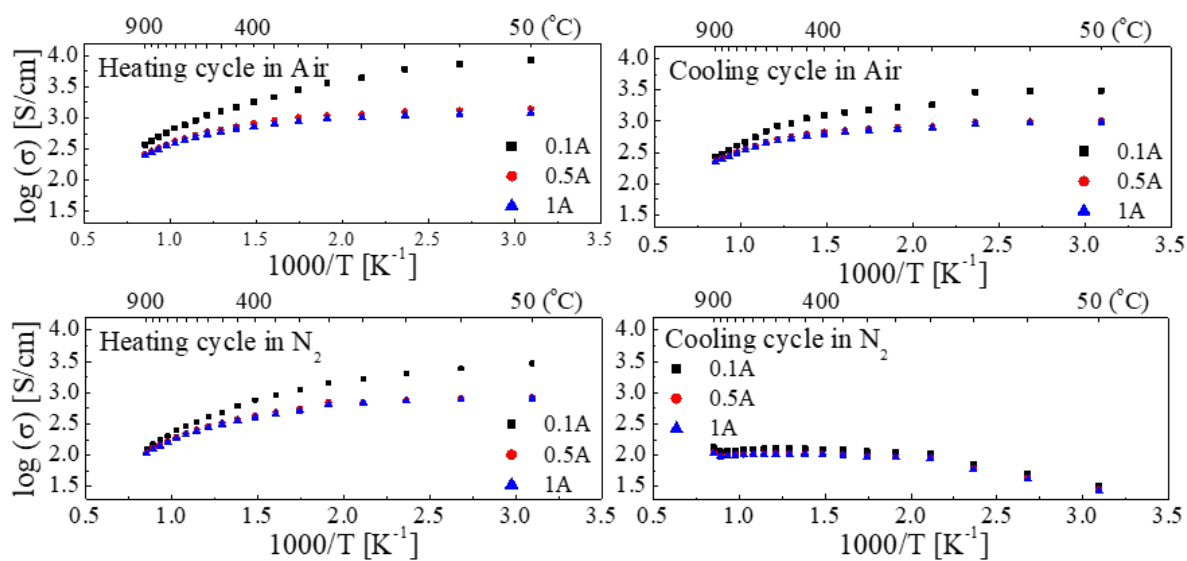 900 400 50 (°C)
4.0
3.5
3.0
2.5
2.0
1.5
log (σ) [S/cm]
Heating cycle in Air
0.1A
0.5A
1A
0.5 1.0 1.5 2.0 2.5 3.0 3.5
1000/T [K⁻¹]
900 400 50 (°C)
4.0
3.5
3.0
2.5
2.0
1.5
Cooling cycle in Air
0.1A
0.5A
1A
0.5 1.0 1.5 2.0 2.5 3.0 3.5
1000/T [K⁻¹]
900 400 50 (°C)
4.0
3.5
3.0
2.5
2.0
1.5
log (σ) [S/cm]
Heating cycle in N₂
0.1A
0.5A
1A
0.5 1.0 1.5 2.0 2.5 3.0 3.5
1000/T [K⁻¹]
900 400 50 (°C)
4.0
3.5
3.0
2.5
2.0
1.5
Cooling cycle in N₂
0.1A
0.5A
1A
0.5 1.0 1.5 2.0 2.5 3.0 3.5
1000/T [K⁻¹]